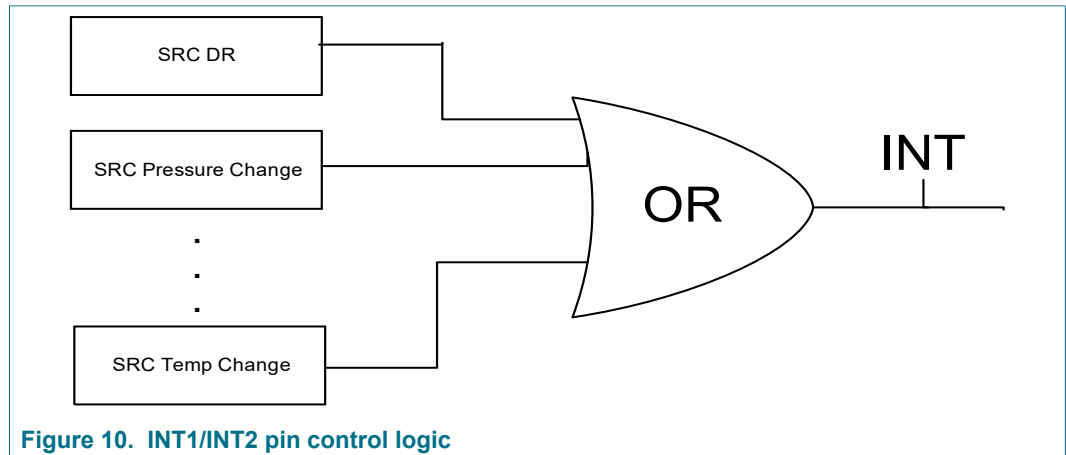 SRC DR
SRC Pressure Change
.
.
.
SRC Temp Change
OR
INT
Figure 10. INT1/INT2 pin control logic